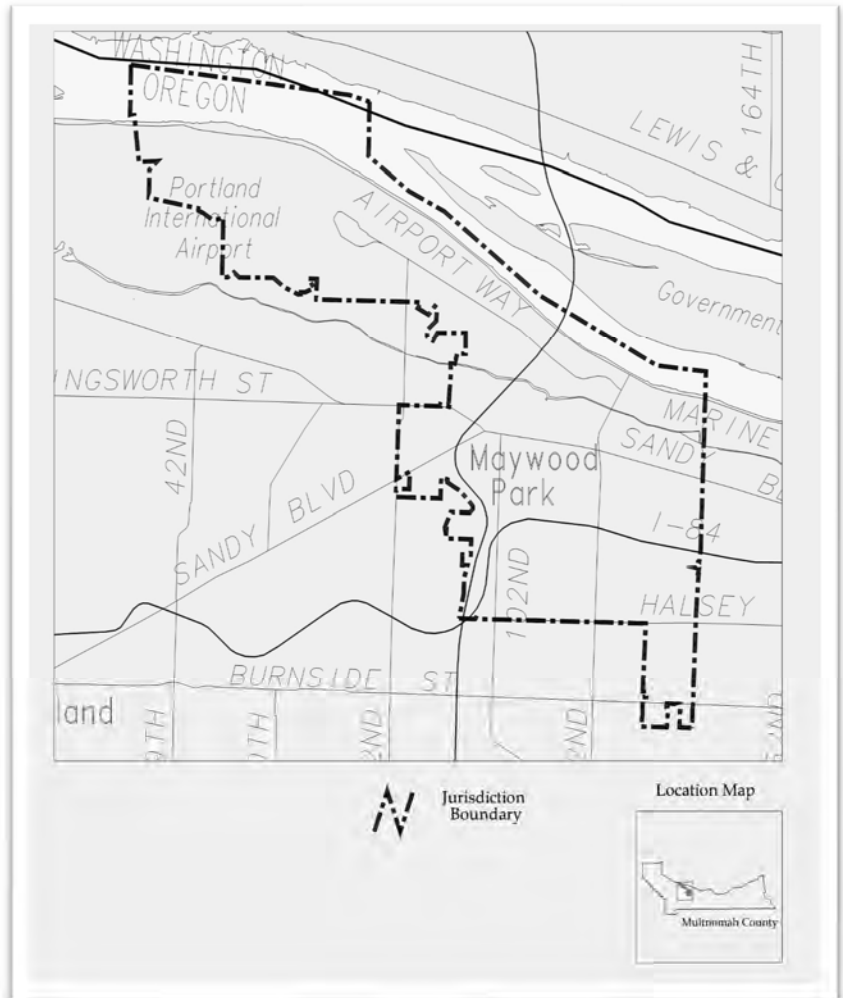 WASHINGTON
OREGON
164TH
LEWIS &
Portland
International
Airport
AIRPORT WAY
Government
INGSWORTH ST
MARINE
SANDY
42ND
Maywood
Park
SANDY BLVD
I-84
102ND
HALSEY
BURNSIDE ST
land
Jurisdiction
Boundary
Location Map
Multnomah County